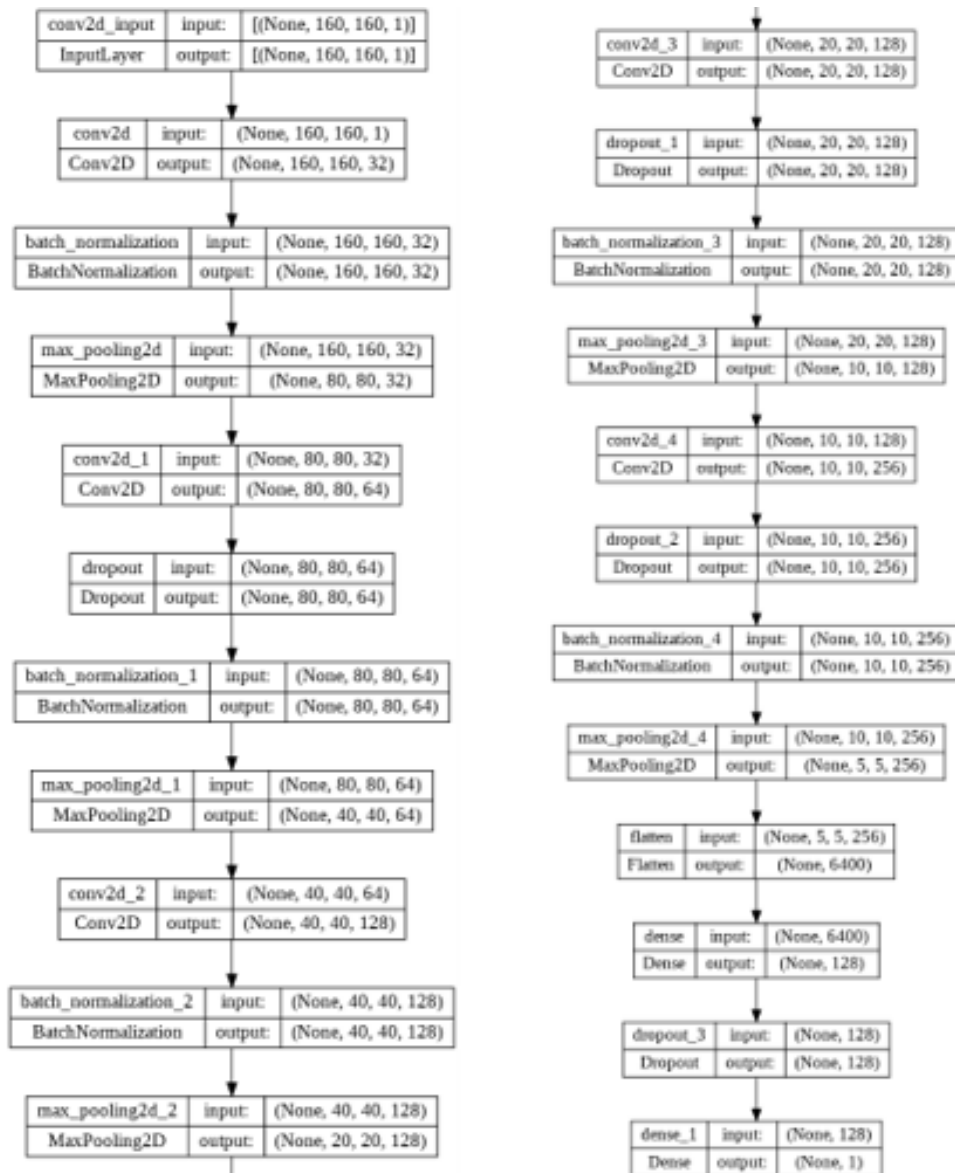 conv2d_input input: [(None, 160, 160, 1)]
InputLayer output: [(None, 160, 160, 1)]
conv2d input: (None, 160, 160, 1)
Conv2D output: (None, 160, 160, 32)
batch_normalization input: (None, 160, 160, 32)
BatchNormalization output: (None, 160, 160, 32)
max_pooling2d input: (None, 160, 160, 32)
MaxPooling2D output: (None, 80, 80, 32)
conv2d_1 input: (None, 80, 80, 32)
Conv2D output: (None, 80, 80, 64)
dropout input: (None, 80, 80, 64)
Dropout output: (None, 80, 80, 64)
batch_normalization_1 input: (None, 80, 80, 64)
BatchNormalization output: (None, 80, 80, 64)
max_pooling2d_1 input: (None, 80, 80, 64)
MaxPooling2D output: (None, 40, 40, 64)
conv2d_2 input: (None, 40, 40, 64)
Conv2D output: (None, 40, 40, 128)
batch_normalization_2 input: (None, 40, 40, 128)
BatchNormalization output: (None, 40, 40, 128)
max_pooling2d_2 input: (None, 40, 40, 128)
MaxPooling2D output: (None, 20, 20, 128)
conv2d_3 input: (None, 20, 20, 128)
Conv2D output: (None, 20, 20, 128)
dropout_1 input: (None, 20, 20, 128)
Dropout output: (None, 20, 20, 128)
batch_normalization_3 input: (None, 20, 20, 128)
BatchNormalization output: (None, 20, 20, 128)
max_pooling2d_3 input: (None, 20, 20, 128)
MaxPooling2D output: (None, 10, 10, 128)
conv2d_4 input: (None, 10, 10, 128)
Conv2D output: (None, 10, 10, 256)
dropout_2 input: (None, 10, 10, 256)
Dropout output: (None, 10, 10, 256)
batch_normalization_4 input: (None, 10, 10, 256)
BatchNormalization output: (None, 10, 10, 256)
max_pooling2d_4 input: (None, 10, 10, 256)
MaxPooling2D output: (None, 5, 5, 256)
flatten input: (None, 5, 5, 256)
Flatten output: (None, 6400)
dense input: (None, 6400)
Dense output: (None, 128)
dropout_3 input: (None, 128)
Dropout output: (None, 128)
dense_1 input: (None, 128)
Dense output: (None, 1)